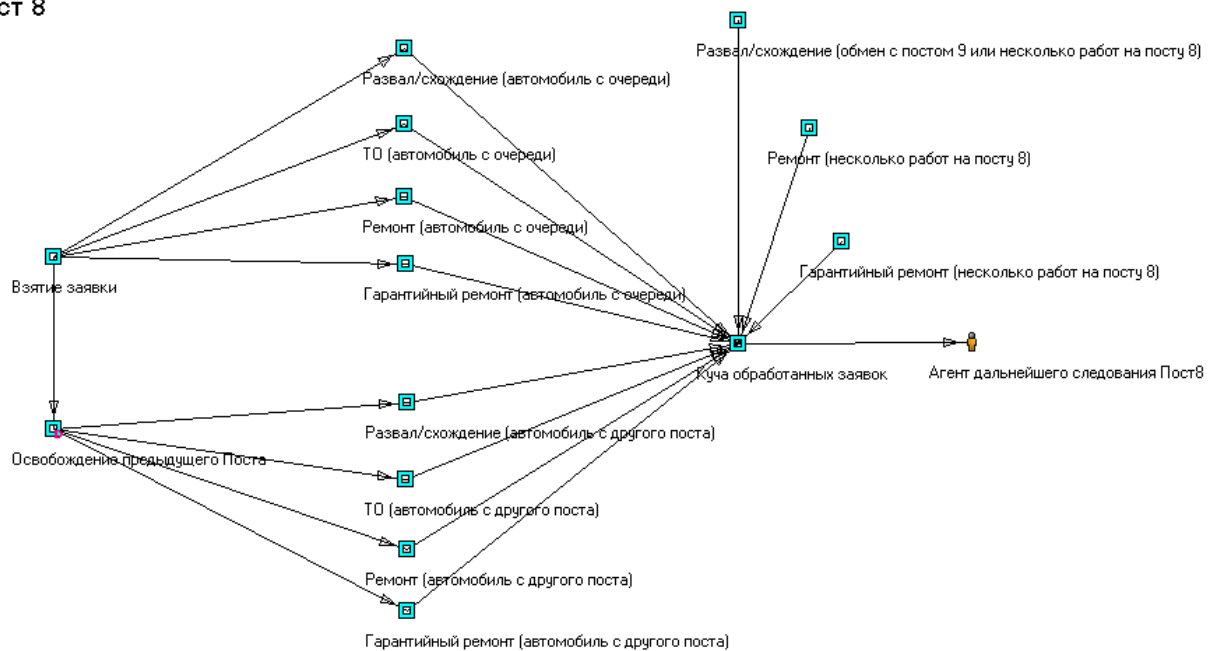 ст 8
Развал/схождение (обмен с постом 9 или несколько работ на посту 8)
Развал/схождение (автомобиль с очереди)
ТО (автомобиль с очереди)
Ремонт (несколько работ на посту 8)
Ремонт (автомобиль с очереди)
Гарантийный ремонт (несколько работ на посту 8)
Взятие заявки
Гарантийный ремонт (автомобиль с очереди)
Куча обработанных заявок
Агент дальнейшего следования Пост8
Развал/схождение (автомобиль с другого поста)
Освобождение предыдущего Поста
ТО (автомобиль с другого поста)
Ремонт (автомобиль с другого поста)
Гарантийный ремонт (автомобиль с другого поста)